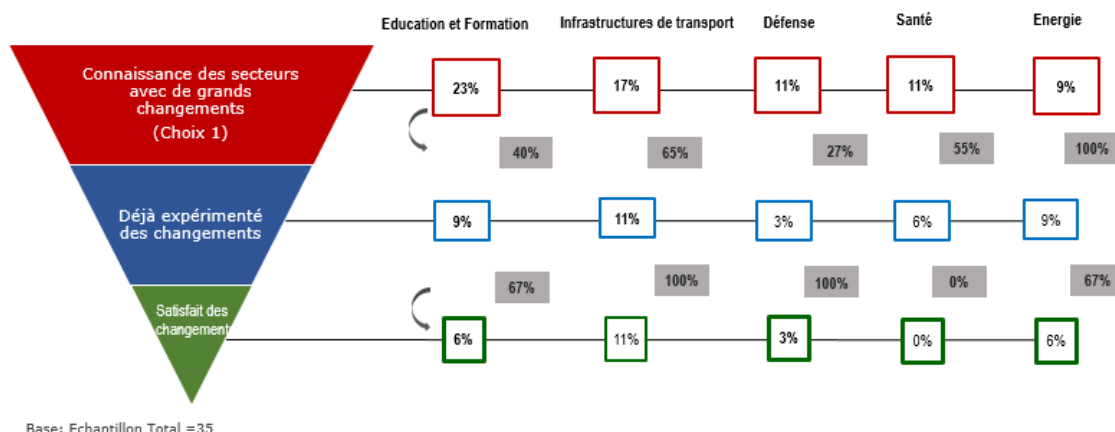 Education et Formation
Infrastructures de transport
Défense
Santé
Energie
Connaissance des secteurs
avec de grands
changements
(Choix 1)
23%
17%
11%
11%
9%
40%
65%
27%
55%
100%
Déjà expérimenté
des changements
9%
11%
3%
6%
9%
67%
100%
100%
0%
67%
Satisfait des
changement
6%
11%
3%
0%
6%
Base: Echantillon Total =35